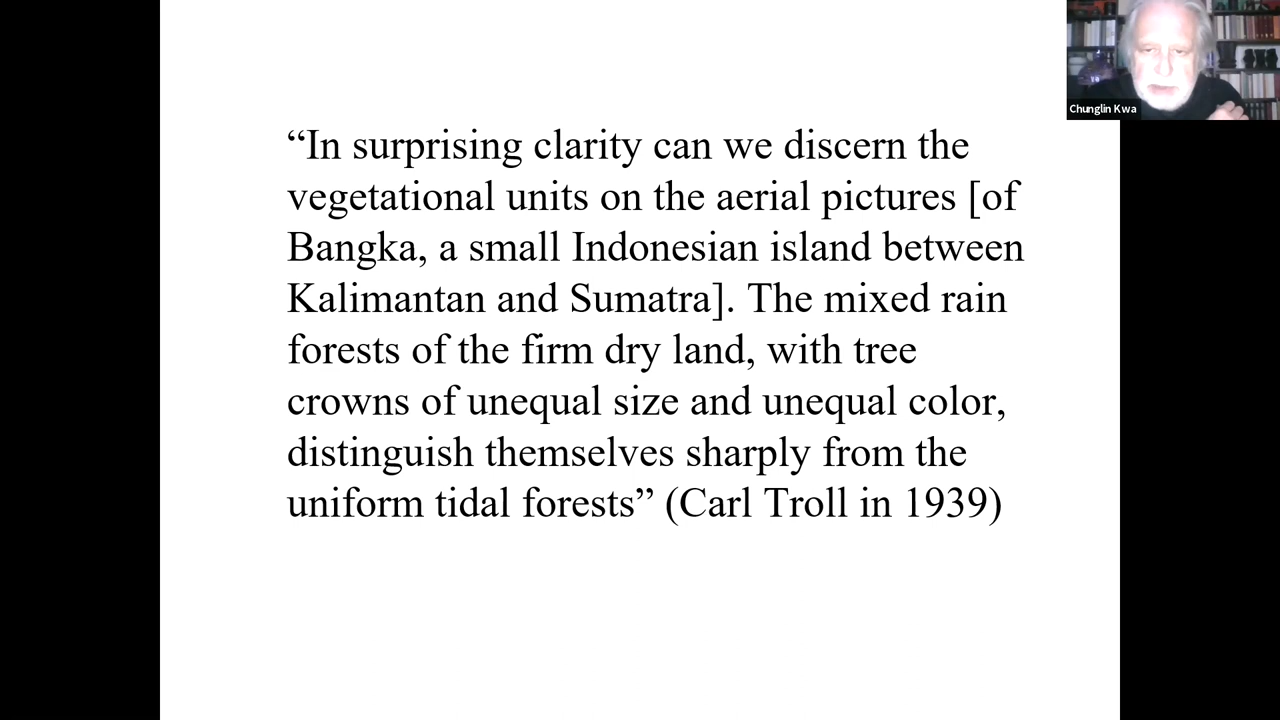 Chunglin Kwa
“In surprising clarity can we discern the
vegetational units on the aerial pictures [of
Bangka, a small Indonesian island between
Kalimantan and Sumatra]. The mixed rain
forests of the firm dry land, with tree
crowns of unequal size and unequal color,
distinguish themselves sharply from the
uniform tidal forests” (Carl Troll in 1939)